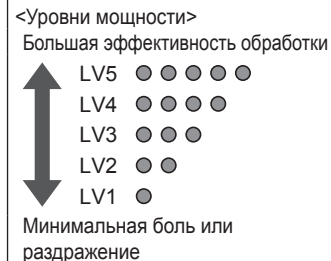 <Уровни мощности>
Большая эффективность обработки
LV5
LV4
LV3
LV2
LV1
Минимальная боль или
раздражение